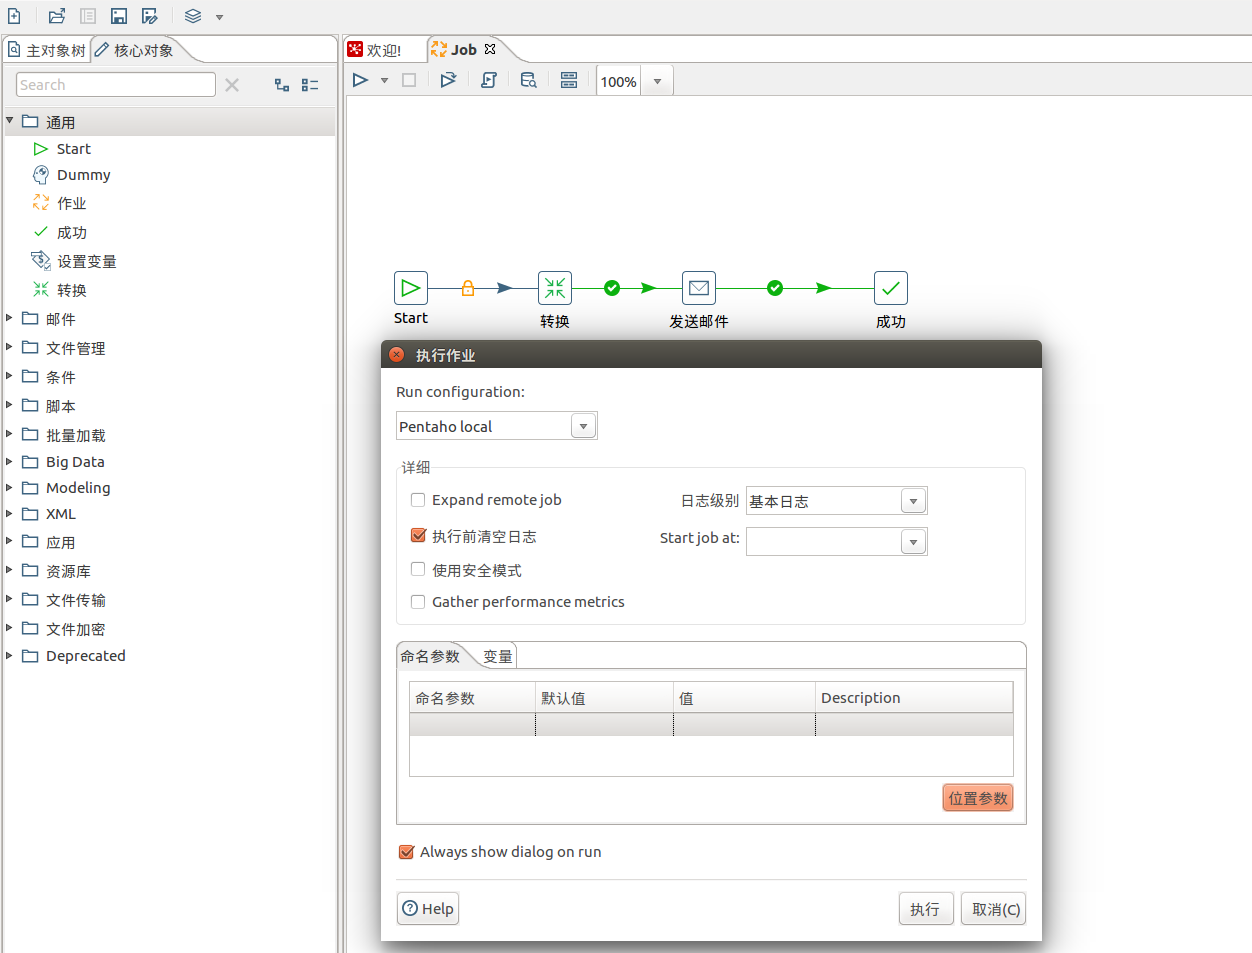 主对象树
核心对象
欢迎!
Job
Search
100%
通用
Start
Dummy
作业
成功
设置变量
转换
邮件
文件管理
条件
脚本
批量加载
Big Data
Modeling
XML
应用
资源库
文件传输
文件加密
Deprecated
Start
转换
发送邮件
成功
执行作业
Run configuration:
Pentaho local
详细
Expand remote job
日志级别
基本日志
执行前清空日志
Start job at:
使用安全模式
Gather performance metrics
命名参数
变量
命名参数
默认值
值
Description
位置参数
Always show dialog on run
Help
执行
取消(C)